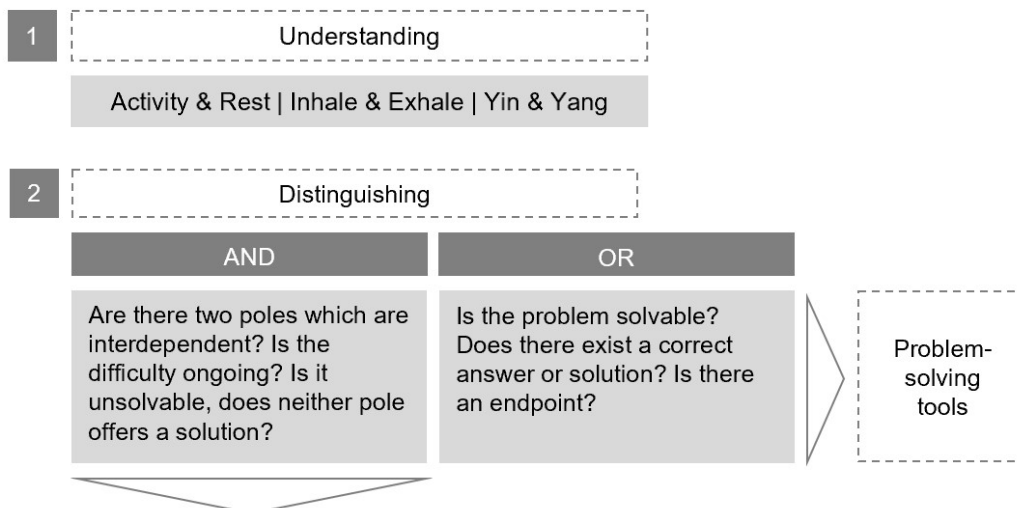 1
Understanding
Activity & Rest | Inhale & Exhale | Yin & Yang
2
Distinguishing
AND
OR
Are there two poles which are
interdependent? Is the
difficulty ongoing? Is it
unsolvable, does neither pole
offers a solution?
Is the problem solvable?
Does there exist a correct
answer or solution? Is there
an endpoint?
Problem-
solving
tools